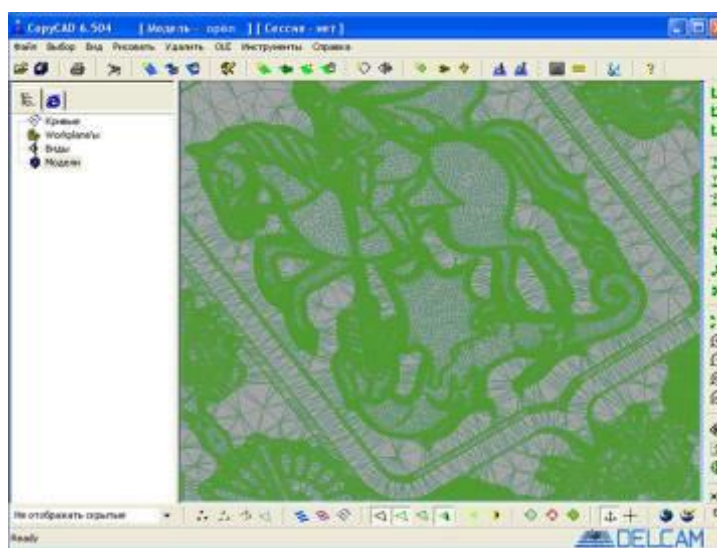 CopyCAD 6.504 [ Модель - орёл ] [ Сессия - нет ]
Файл Выбор Вид Рисовать Удалить OLE Инструменты Справка
Кривые
Workplane'ы
Виды
Модели
Не отображать скрытые
Ready
DELCAM